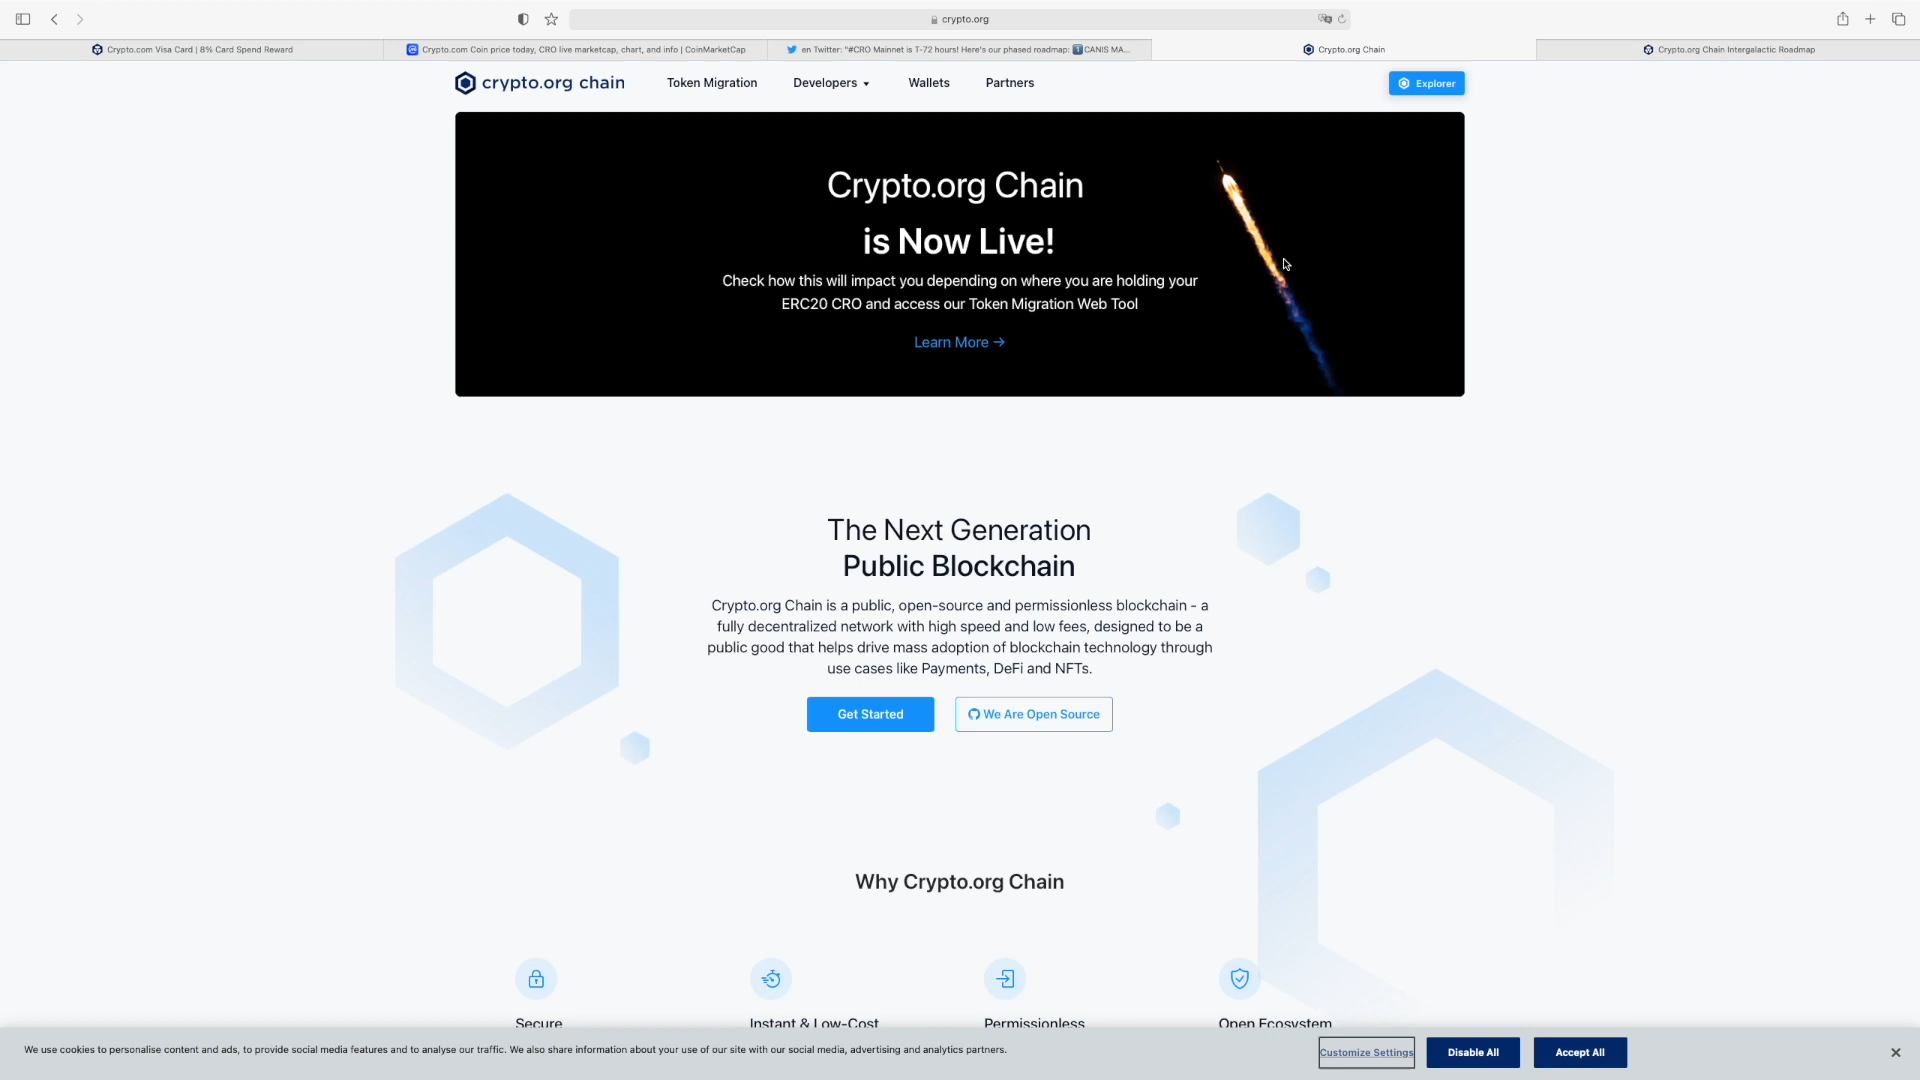 crypto.org
Crypto.com Visa Card | 8% Card Spend Reward
Crypto.com Coin price today, CRO live marketcap, chart, and info | CoinMarketCap
en Twitter: "#CRO Mainnet is T-72 hours! Here's our phased roadmap: 1️⃣CANIS MA...
Crypto.org Chain
Crypto.org Chain Intergalactic Roadmap
crypto.org chain
Token Migration
Developers
Wallets
Partners
Explorer
Crypto.org Chain
is Now Live!
Check how this will impact you depending on where you are holding your
ERC20 CRO and access our Token Migration Web Tool
Learn More →
The Next Generation
Public Blockchain
Crypto.org Chain is a public, open-source and permissionless blockchain - a
fully decentralized network with high speed and low fees, designed to be a
public good that helps drive mass adoption of blockchain technology through
use cases like Payments, DeFi and NFTs.
Get Started
We Are Open Source
Why Crypto.org Chain
Secure
Instant & Low-Cost
Permissionless
Open Ecosystem
We use cookies to personalise content and ads, to provide social media features and to analyse our traffic. We also share information about your use of our site with our social media, advertising and analytics partners.
Customize Settings
Disable All
Accept All